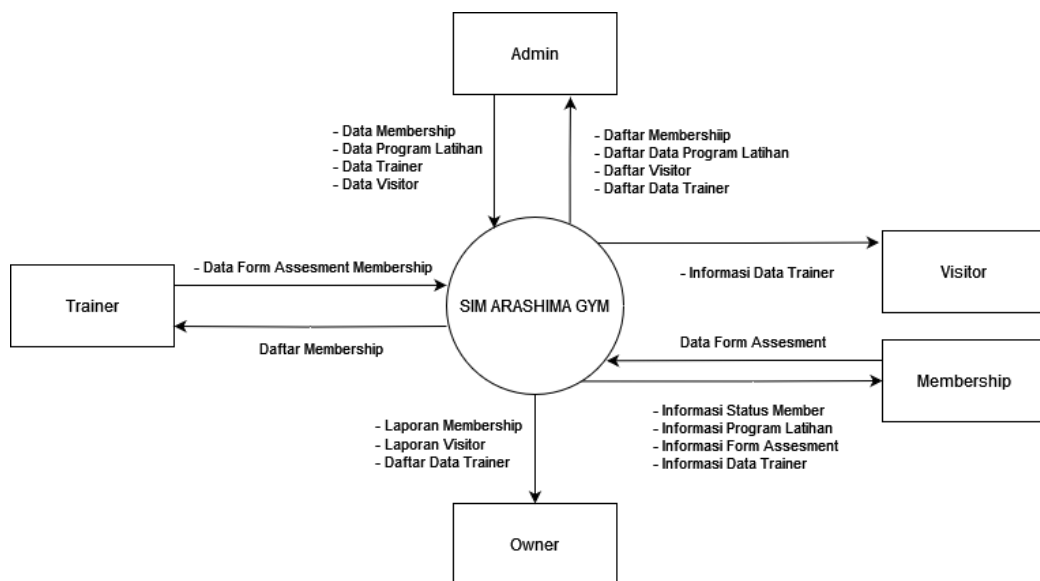 Admin
- Data Membership
- Data Program Latihan
- Data Trainer
- Data Visitor
- Daftar Membershiip
- Daftar Data Program Latihan
- Daftar Visitor
- Daftar Data Trainer
Trainer
- Data Form Assesment Membership
Daftar Membership
SIM ARASHIMA GYM
- Informasi Data Trainer
Visitor
Data Form Assesment
Membership
- Informasi Status Member
- Informasi Program Latihan
- Informasi Form Assesment
- Informasi Data Trainer
- Laporan Membership
- Laporan Visitor
- Daftar Data Trainer
Owner